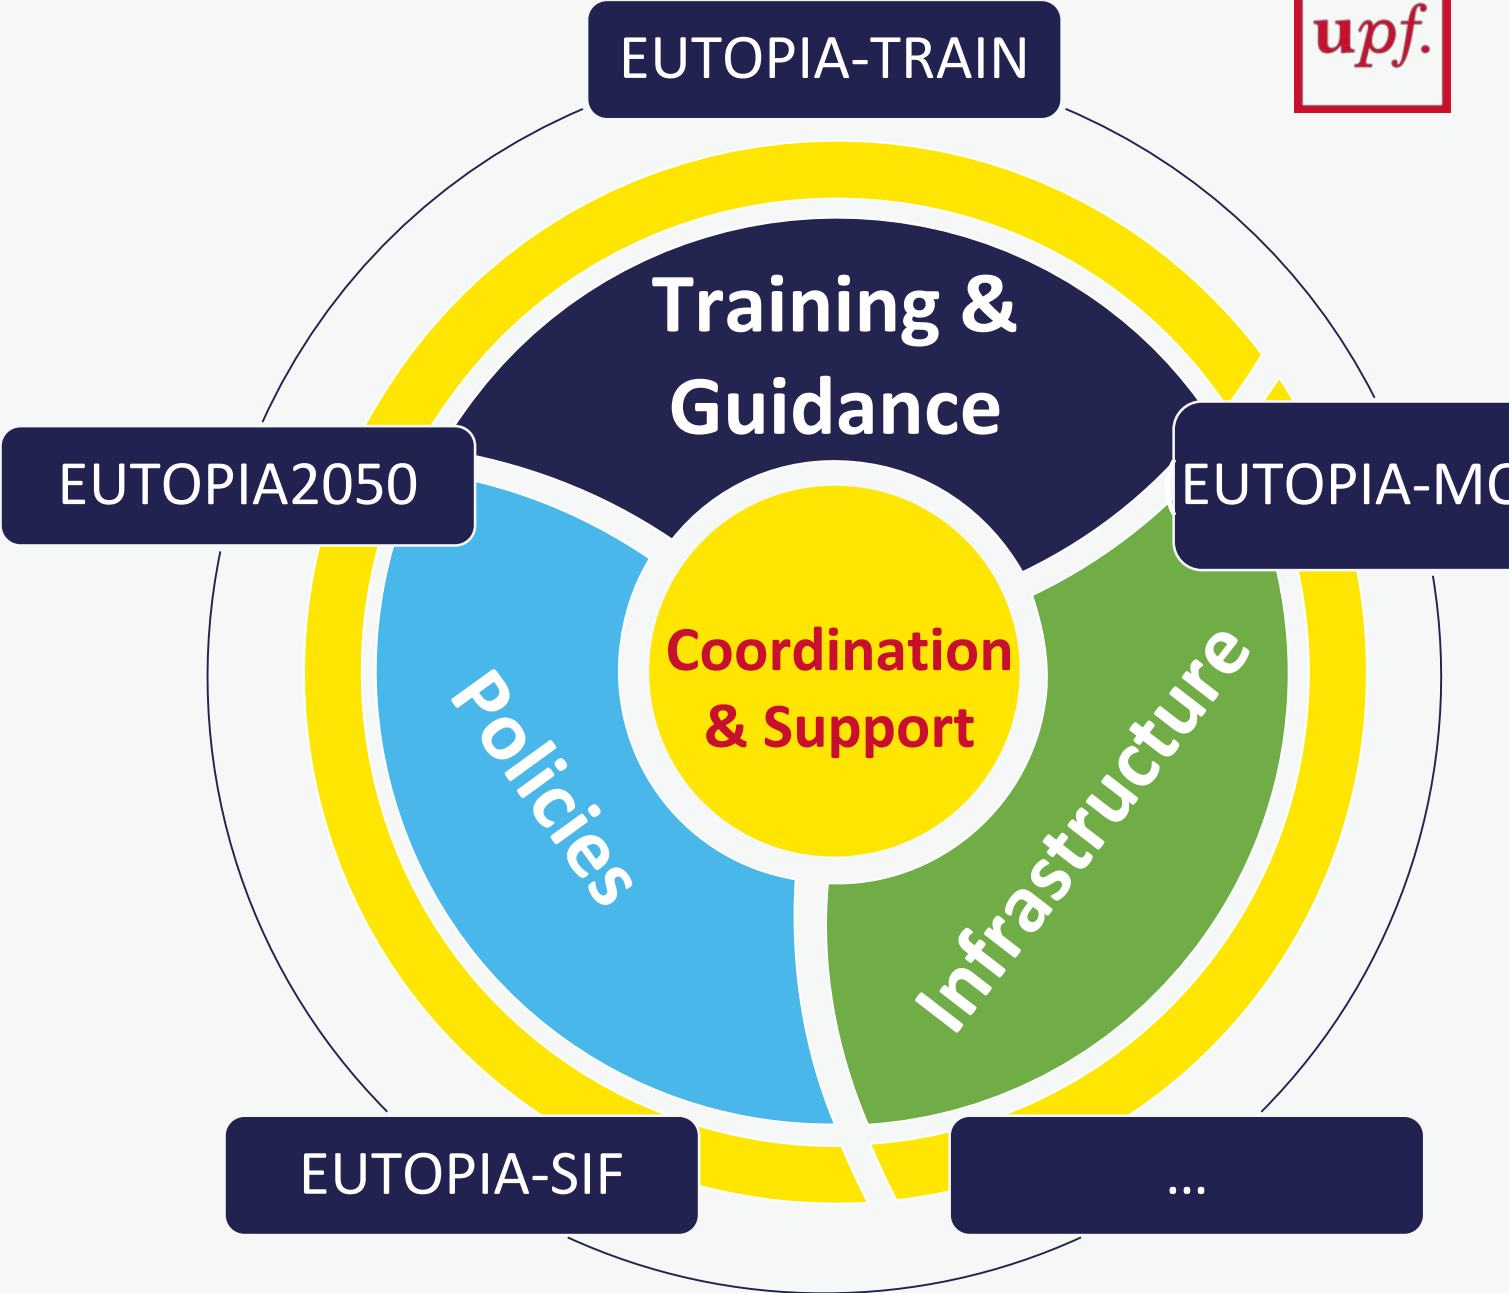 EUTOPIA-TRAIN
upf.
Training &
Guidance
EUTOPIA2050
Coordination
& Support
Policies
Infrastructure
EUTOPIA-SIF
...